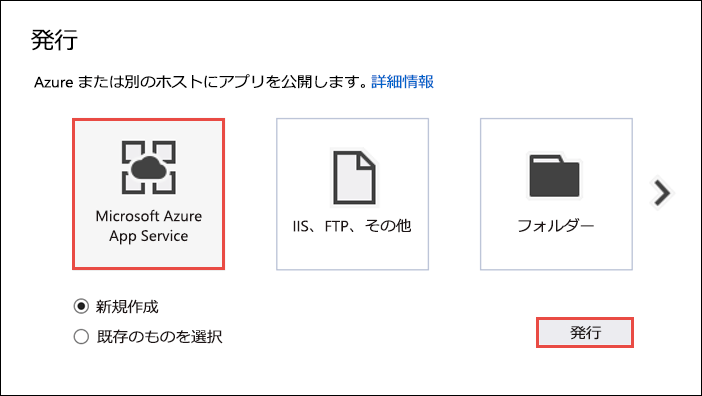 発行
Azure または別のホストにアプリを公開します。詳細情報
Microsoft Azure
App Service
IIS、FTP、その他
フォルダー
新規作成
既存のものを選択
発行